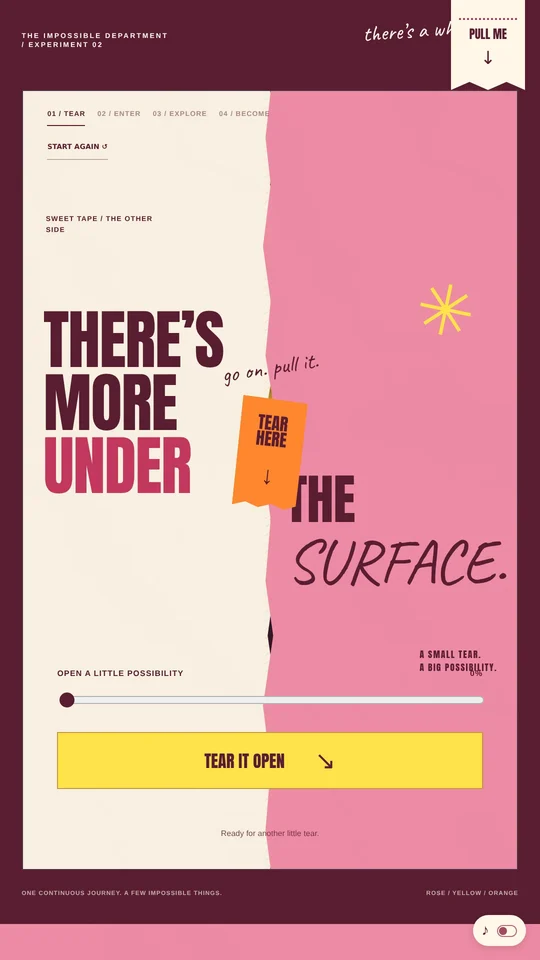 THE IMPOSSIBLE DEPARTMENT
/ EXPERIMENT 02
there's a
PULL ME
↓
01 / TEAR 02 / ENTER 03 / EXPLORE 04 / BECOME
START AGAIN ↺
SWEET TAPE / THE OTHER
SIDE
THERE'S
MORE
UNDER
go on. pull it.
TEAR
HERE
↓
THE
SURFACE.
A SMALL TEAR.
A BIG POSSIBILITY.
OPEN A LITTLE POSSIBILITY
0%
TEAR IT OPEN ↘
Ready for another little tear.
ONE CONTINUOUS JOURNEY. A FEW IMPOSSIBLE THINGS.
ROSE / YELLOW / ORANGE
♪